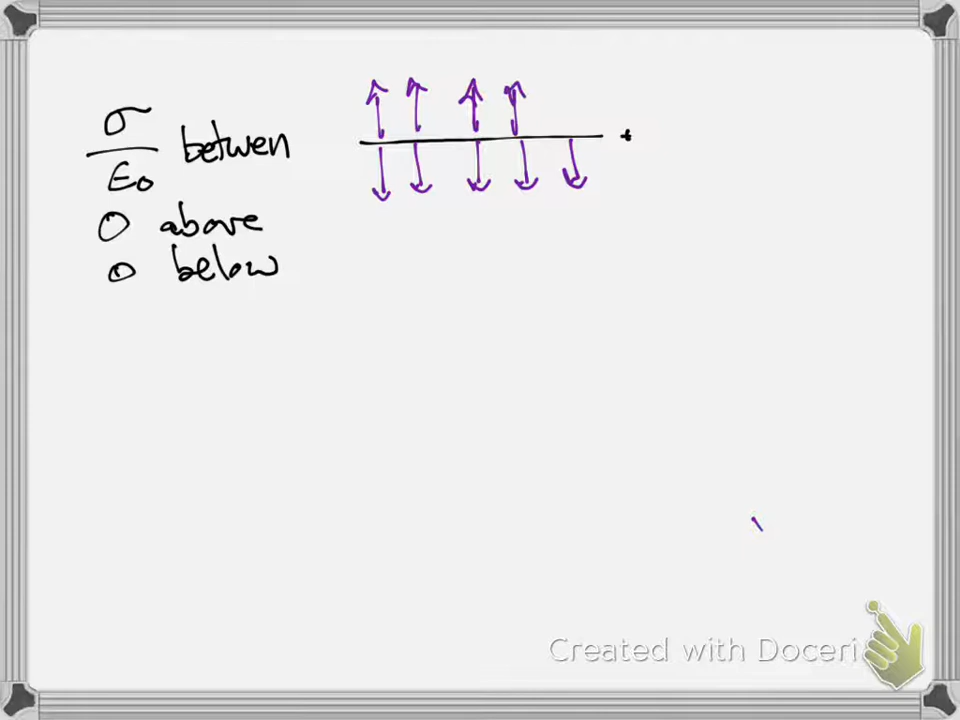 σ
ε₀ betwen
0 above
0 below
+
Created with Doceri